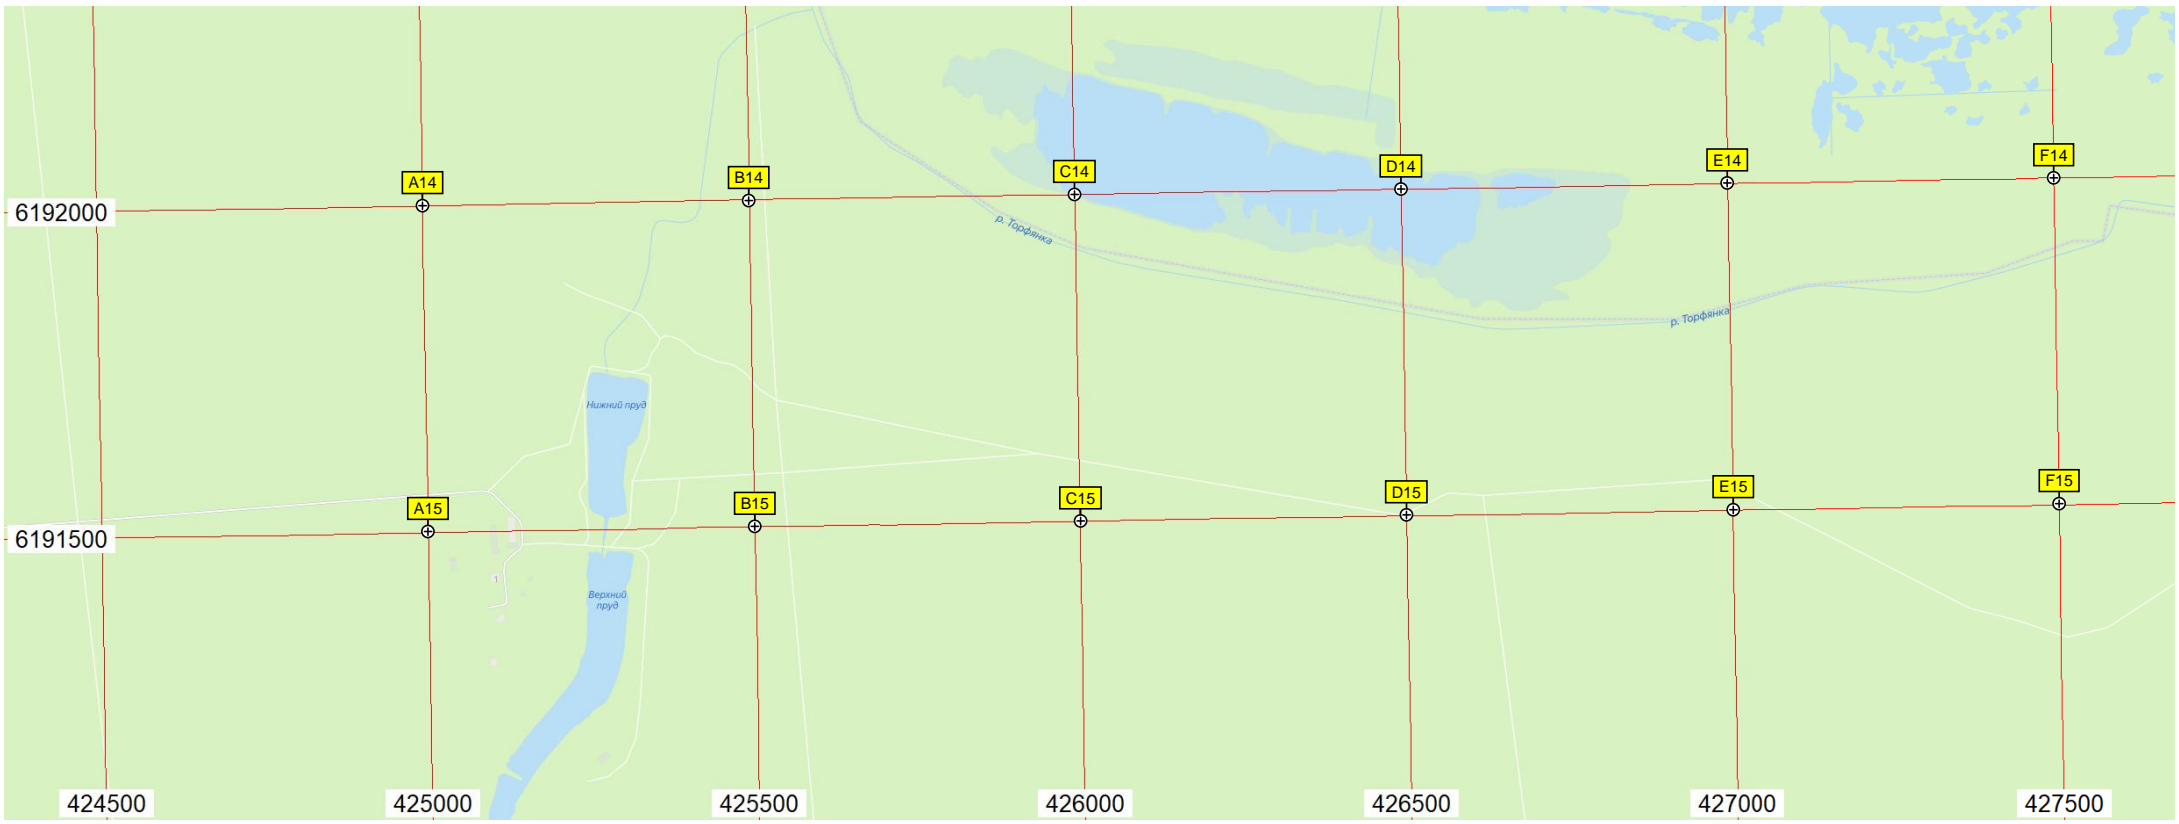 F14
E14
D14
C14
B14
A14
6192000
р. Торфянка
р. Торфянка
Нижний пруд
F15
E15
D15
C15
B15
A15
6191500
1
Верхний
пруд
424500
425000
425500
426000
426500
427000
427500